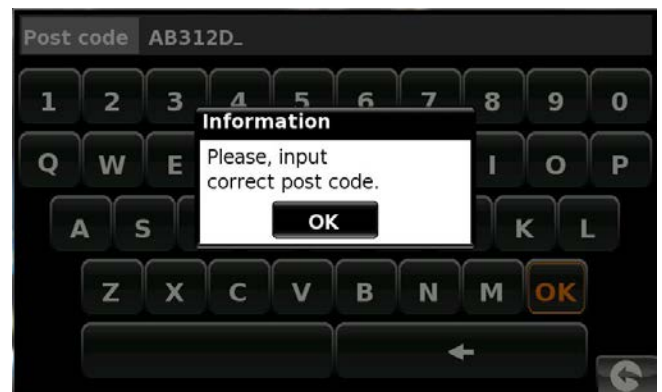 Post code AB312D_
1 2 3 4 5 6 7 8 9 0
Information
Q W E I O P
Please, input
correct post code.
A S K L
OK
Z X C V B N M OK